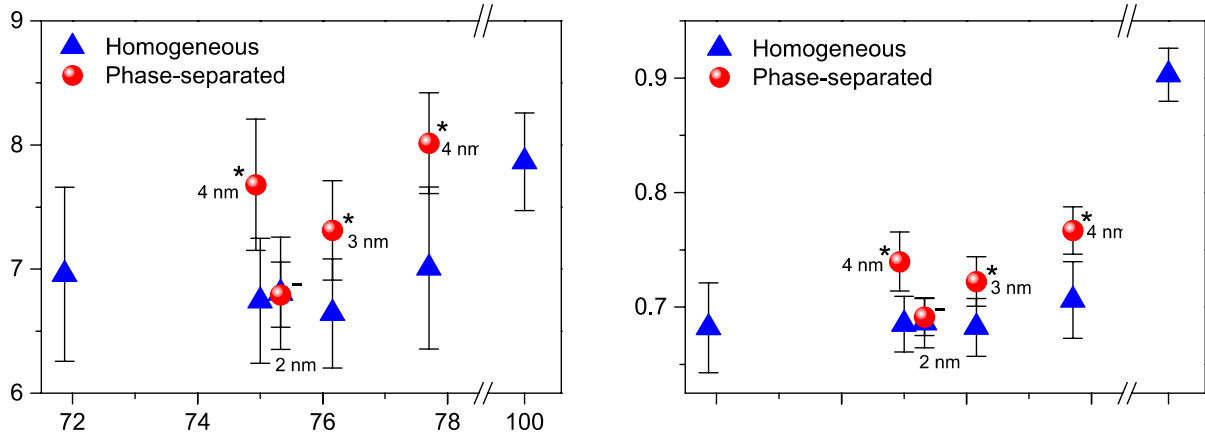 9
Homogeneous
Phase-separated
8
*
4 nm
*
4 nm
*
3 nm
7
-
2 nm
6
72
74
76
78
100
Homogeneous
Phase-separated
0.9
0.8
*
4 nm
*
4 nm
*
3 nm
0.7
-
2 nm